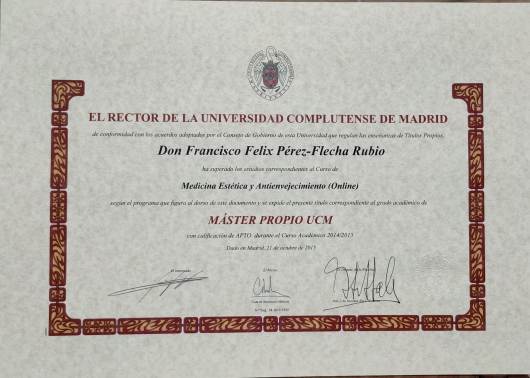 EL RECTOR DE LA UNIVERSIDAD COMPLUTENSE DE MADRID
de conformidad con los acuerdos adoptados por el Consejo de Gobierno de esta Universidad que regulan las enseñanzas de Títulos Propios,
Don Francisco Felix Pérez-Flecha Rubio
ha superado los estudios correspondientes al Curso de
Medicina Estética y Antienvejecimiento (Online)
según el programa que figura al dorso de este documento y se expide el presente título correspondiente al grado académico de
MÁSTER PROPIO UCM
con calificación de APTO. durante el Curso Académico 2014/2015
Dado en Madrid, 21 de octubre de 2015
El interesado
El Rector